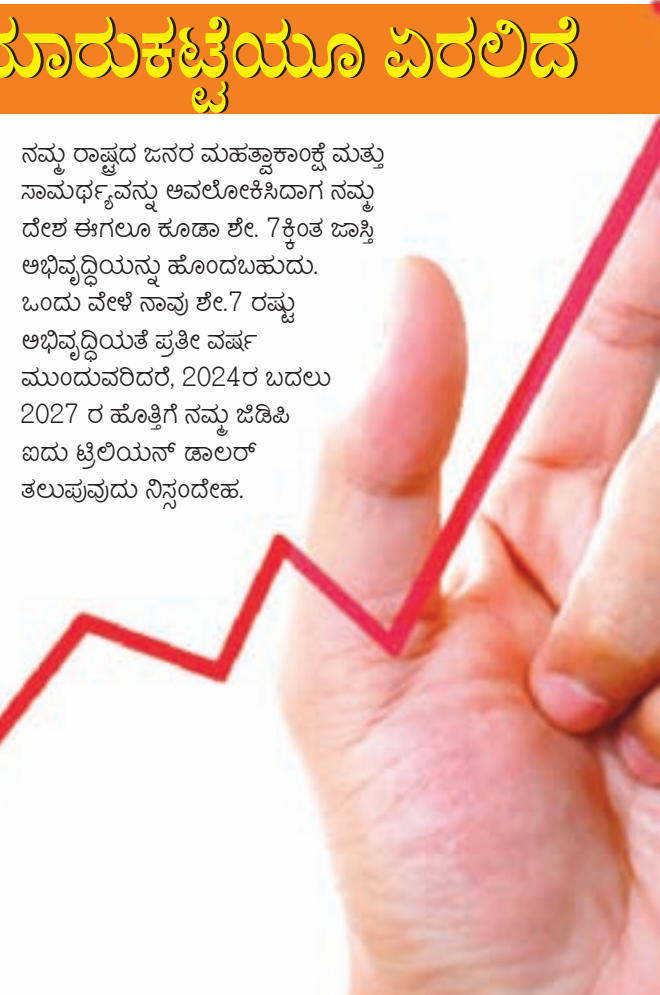 ಮಾರುಕಟ್ಟೆಯೂ ಏರಲಿದೆ
ನಮ್ಮ ರಾಷ್ಟ್ರದ ಜನರ ಮಹತ್ವಾಕಾಂಕ್ಷೆ ಮತ್ತು
ಸಾಮರ್ಥ್ಯವನ್ನು ಅವಲೋಕಿಸಿದಾಗ ನಮ್ಮ
ದೇಶ ಈಗಲೂ ಕೂಡಾ ಶೇ. 7ಕ್ಕಿಂತ ಜಾಸ್ತಿ
ಅಭಿವೃದ್ಧಿಯನ್ನು ಹೊಂದಬಹುದು.
ಒಂದು ವೇಳೆ ನಾವು ಶೇ.7 ರಷ್ಟು
ಅಭಿವೃದ್ಧಿಯತೆ ಪ್ರತೀ ವರ್ಷ
ಮುಂದುವರಿದರೆ, 2024ರ ಬದಲು
2027 ರ ಹೊತ್ತಿಗೆ ನಮ್ಮ ಜಿಡಿಪಿ
ಐದು ಟ್ರಿಲಿಯನ್ ಡಾಲರ್
ತಲುಪುವುದು ನಿಸ್ಸಂದೇಹ.